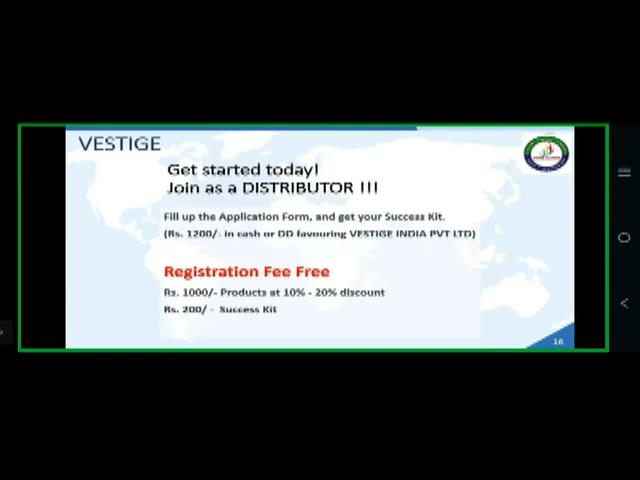 VESTIGE
Get started today!
Join as a DISTRIBUTOR !!!
Fill up the Application Form, and get your Success Kit.
(Rs. 1200/- in cash or DD favouring VESTIGE INDIA PVT LTD)
Registration Fee Free
Rs. 1000/- Products at 10% - 20% discount
Rs. 200/ - Success Kit
16